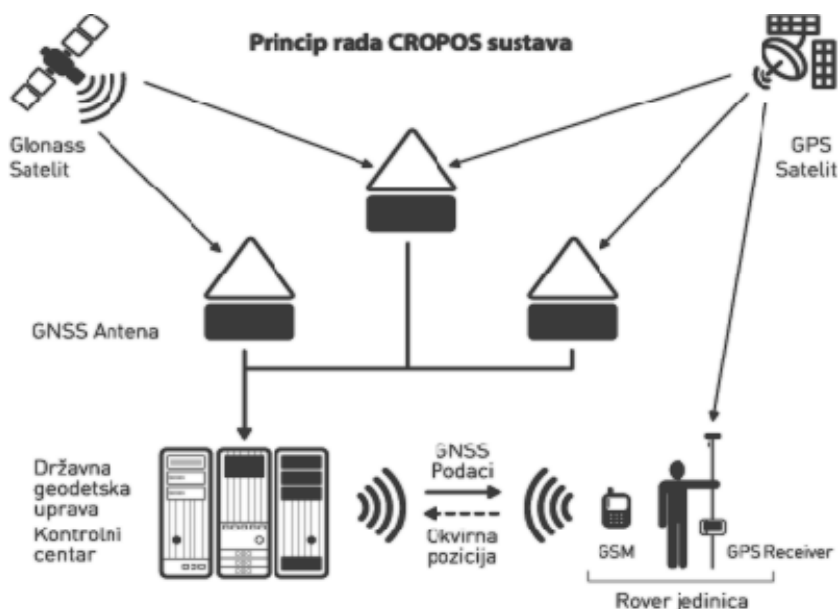 Princip rada CROPOS sustava
Glonass
Satelit
GPS
Satelit
GNSS Antena
Državna
geodetska
uprava
Kontrolni
centar
GNSS
Podaci
Okvirna
pozicija
GSM
GPS Receiver
Rover jedinica